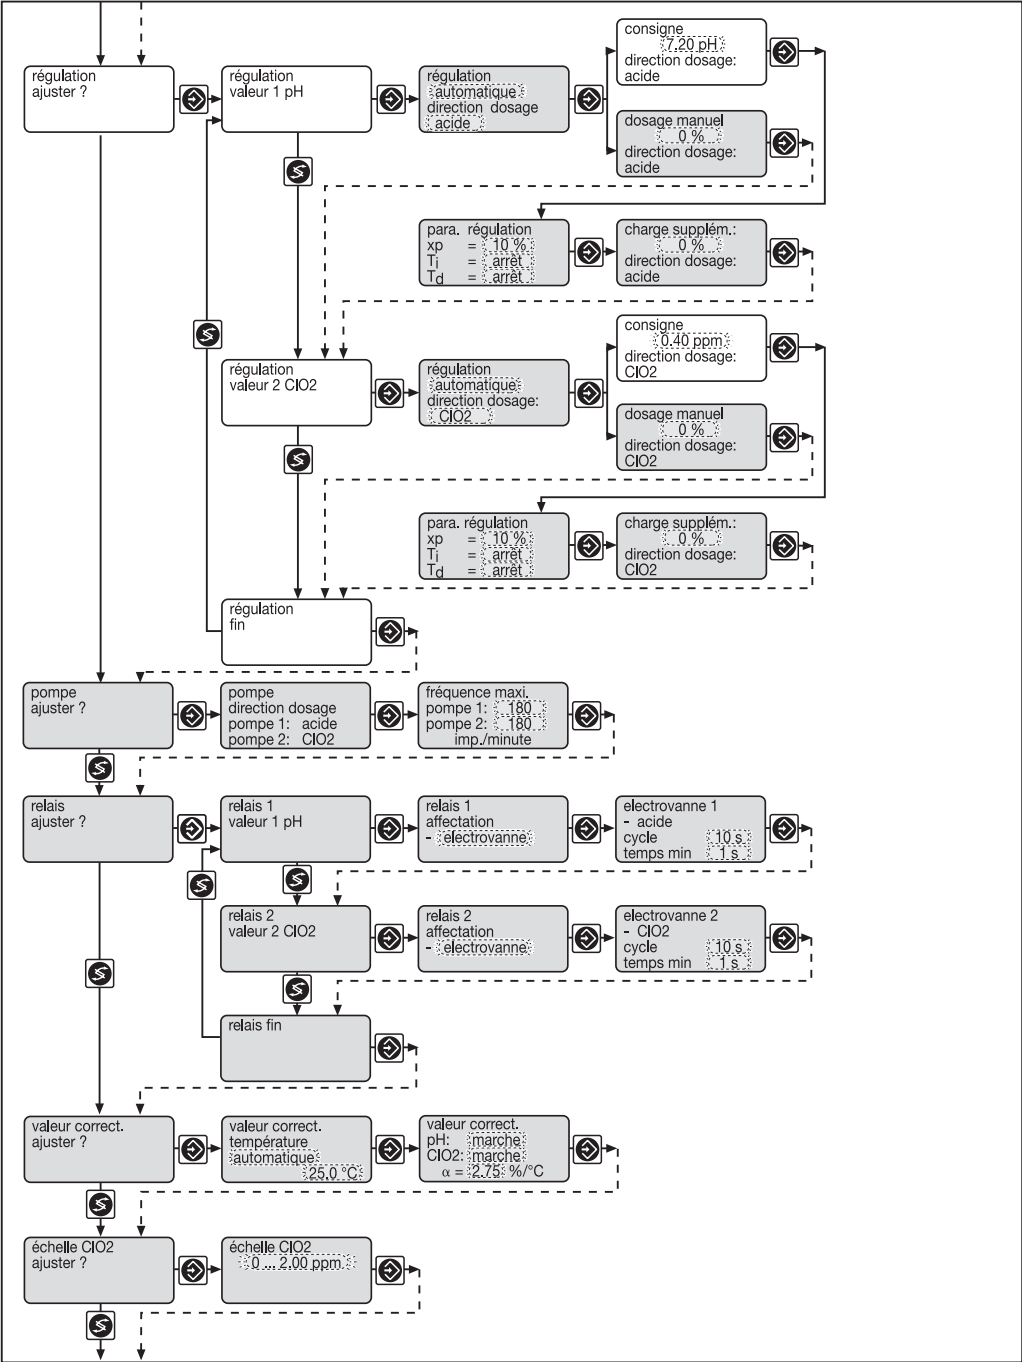 régulation
ajuster ?
régulation
valeur 1 pH
régulation
automatique
direction dosage
acide
consigne
7.20 pH
direction dosage:
acide
dosage manuel
0 %
direction dosage:
acide
para. régulation
xp = 10 %
Ti = arrêt
Td = arrêt
charge supplém.:
0 %
direction dosage:
acide
régulation
valeur 2 ClO2
régulation
automatique
direction dosage:
ClO2
consigne
0.40 ppm
direction dosage:
ClO2
dosage manuel
0 %
direction dosage:
ClO2
para. régulation
xp = 10 %
Ti = arrêt
Td = arrêt
charge supplém.:
0 %
direction dosage:
ClO2
régulation
fin
pompe
ajuster ?
pompe
direction dosage
pompe 1: acide
pompe 2: ClO2
fréquence maxi.
pompe 1: 180
pompe 2: 180
imp./minute
relais
ajuster ?
relais 1
valeur 1 pH
relais 1
affectation
- électrovanne
electrovanne 1
- acide
cycle 10 s
temps min 1 s
relais 2
valeur 2 ClO2
relais 2
affectation
- electrovanne
electrovanne 2
- ClO2
cycle 10 s
temps min 1 s
relais fin
valeur correct.
ajuster ?
valeur correct.
température
automatique
25.0 °C
valeur correct.
pH: marche
ClO2: marche
α = 2.75 %/°C
échelle ClO2
ajuster ?
échelle ClO2
0 ... 2.00 ppm